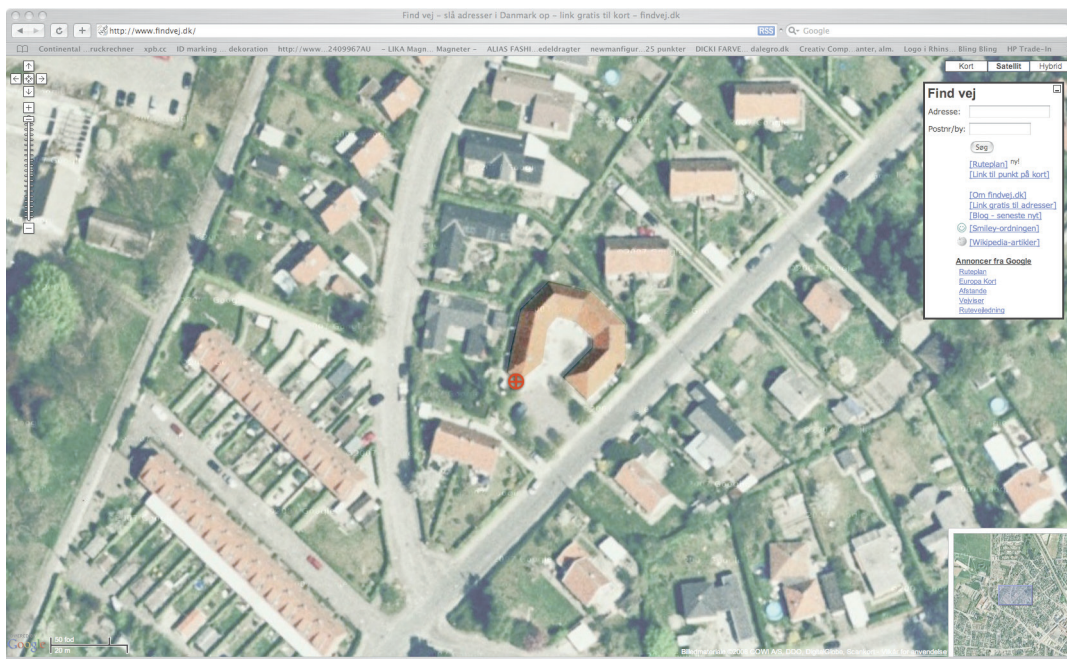 Find vej – slå adresser i Danmark op – link gratis til kort – findvej.dk
http://www.findvej.dk/
RSS
Google
Continental ...ruckrechner xpb.cc ID marking ... dekoration http://www...2409967AU – LIKA Magn... Magneter – ALIAS FASHI...edeldragter newmanfigur...25 punkter DICKI FARVE... dalegro.dk Creativ Comp...anter, alm. Logo i Rhins... Bling Bling HP Trade-In
Kort Satellit Hybrid
Find vej
Adresse:
Postnr/by:
Søg
[Ruteplan] ny!
[Link til punkt på kort]
[Om findvej.dk]
[Link gratis til adresser]
[Blog - seneste nyt]
[Smiley-ordningen]
[Wikipedia-artikler]
Annoncer fra Google
Ruteplan
Europa Kort
Afstande
Vejviser
Rutevejledning
Google
50 fod
20 m